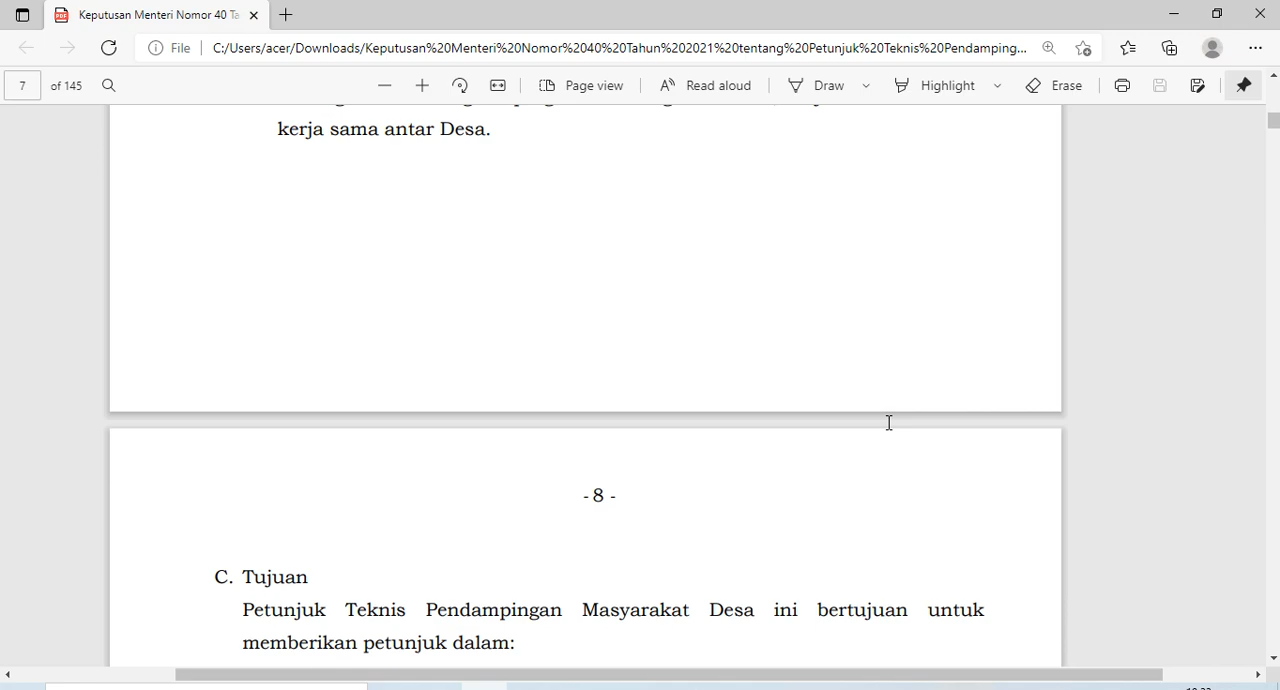 Keputusan Menteri Nomor 40 Ta
File C:/Users/acer/Downloads/Keputusan%20Menteri%20Nomor%2040%20Tahun%202021%20tentang%20Petunjuk%20Teknis%20Pendamping...
7 of 145 Page view Read aloud Draw Highlight Erase
kerja sama antar Desa.
- 8 -
C. Tujuan
Petunjuk Teknis Pendampingan Masyarakat Desa ini bertujuan untuk
memberikan petunjuk dalam: